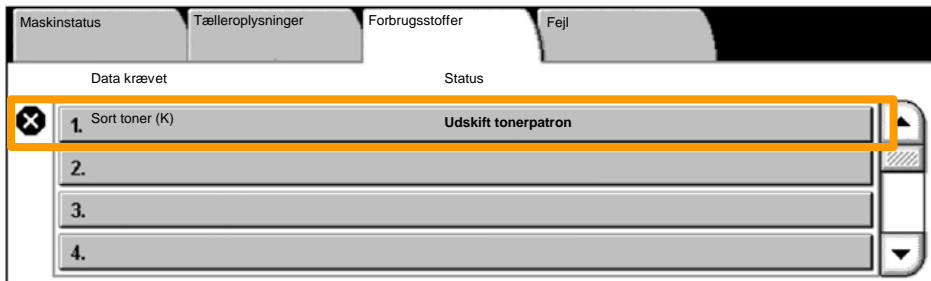 Maskinstatus Tælleroplysninger Forbrugsstoffer Fejl
Data krævet Status
1. Sort toner (K) Udskift tonerpatron
2.
3.
4.